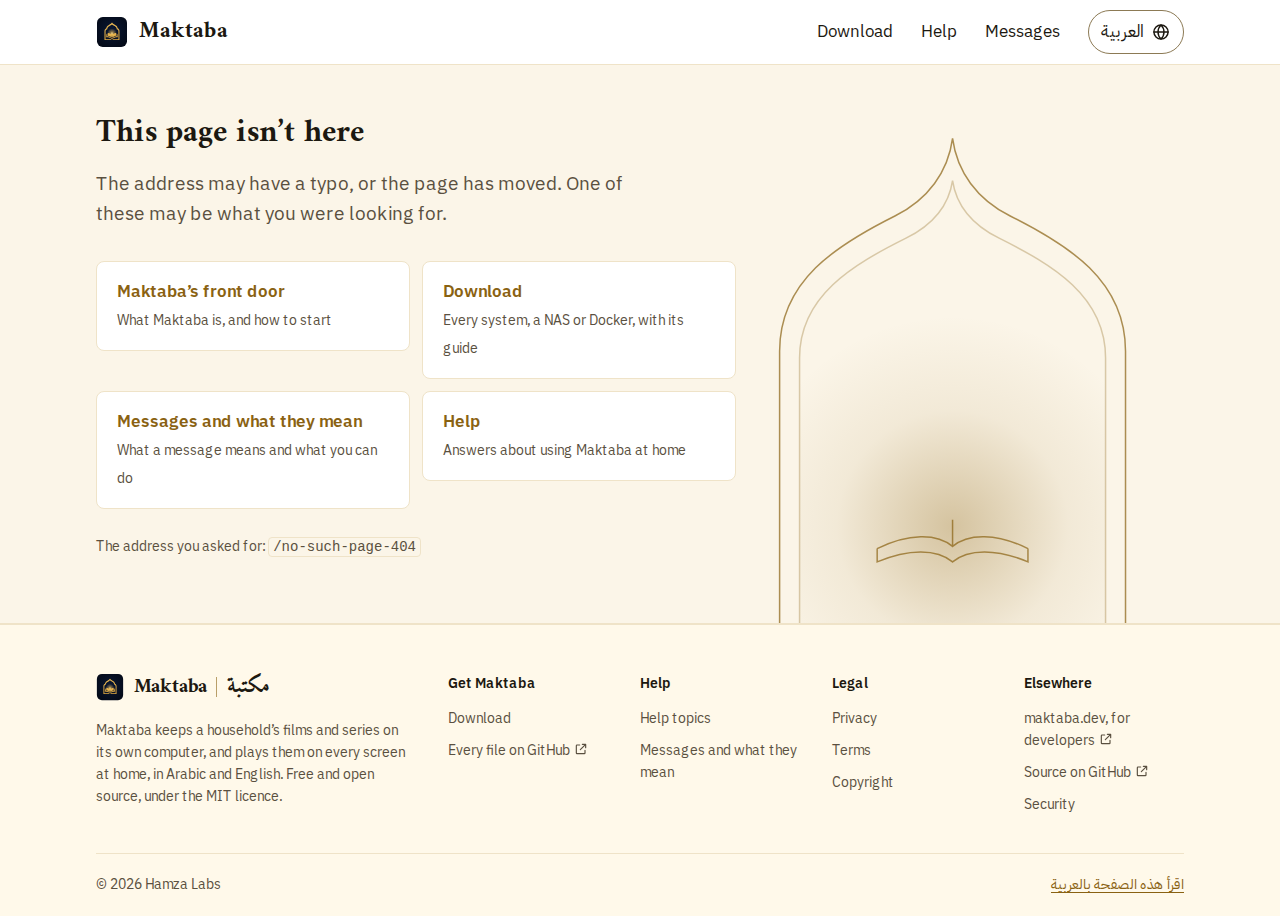 Maktaba
Download
Help
Messages
العربية
This page isn’t here
The address may have a typo, or the page has moved. One of
these may be what you were looking for.
Maktaba’s front door
What Maktaba is, and how to start
Download
Every system, a NAS or Docker, with its
guide
Messages and what they mean
What a message means and what you can
do
Help
Answers about using Maktaba at home
The address you asked for: /no-such-page-404
Maktaba | مكتبة
Maktaba keeps a household’s films and series on
its own computer, and plays them on every screen
at home, in Arabic and English. Free and open
source, under the MIT licence.
Get Maktaba
Download
Every file on GitHub
Help
Help topics
Messages and what they
mean
Legal
Privacy
Terms
Copyright
Elsewhere
maktaba.dev, for
developers
Source on GitHub
Security
© 2026 Hamza Labs
اقرأ هذه الصفحة بالعربية